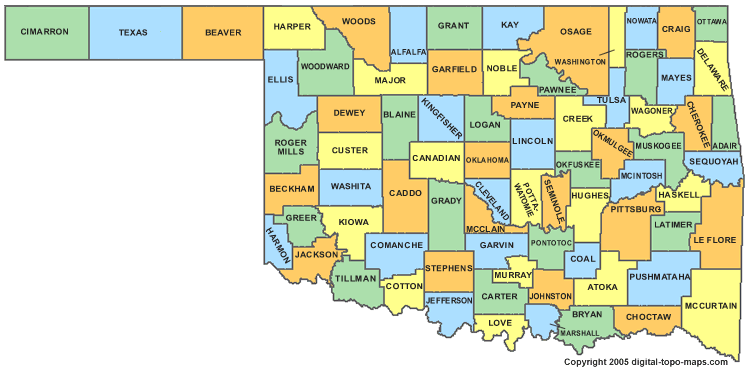 CIMARRON
TEXAS
BEAVER
HARPER
WOODS
ALFALFA
GRANT
KAY
OSAGE
WASHINGTON
NOWATA
CRAIG
OTTAWA
ELLIS
WOODWARD
MAJOR
GARFIELD
NOBLE
PAWNEE
ROGERS
MAYES
DELAWARE
TULSA
DEWEY
BLAINE
KINGFISHER
LOGAN
PAYNE
CREEK
WAGONER
CHEROKEE
ADAIR
ROGER
MILLS
CUSTER
CANADIAN
OKLAHOMA
LINCOLN
OKFUSKEE
OKMULGEE
MUSKOGEE
SEQUOYAH
BECKHAM
WASHITA
CADDO
GRADY
CLEVELAND
POTTA-
WATOMIE
SEMINOLE
HUGHES
MCINTOSH
HASKELL
GREER
KIOWA
MCCLAIN
PITTSBURG
LATIMER
LE FLORE
HARMON
JACKSON
COMANCHE
GARVIN
PONTOTOC
COAL
TILLMAN
COTTON
STEPHENS
MURRAY
JOHNSTON
ATOKA
PUSHMATAHA
JEFFERSON
CARTER
LOVE
MARSHALL
BRYAN
CHOCTAW
MCCURTAIN
Copyright 2005 digital-topo-maps.com